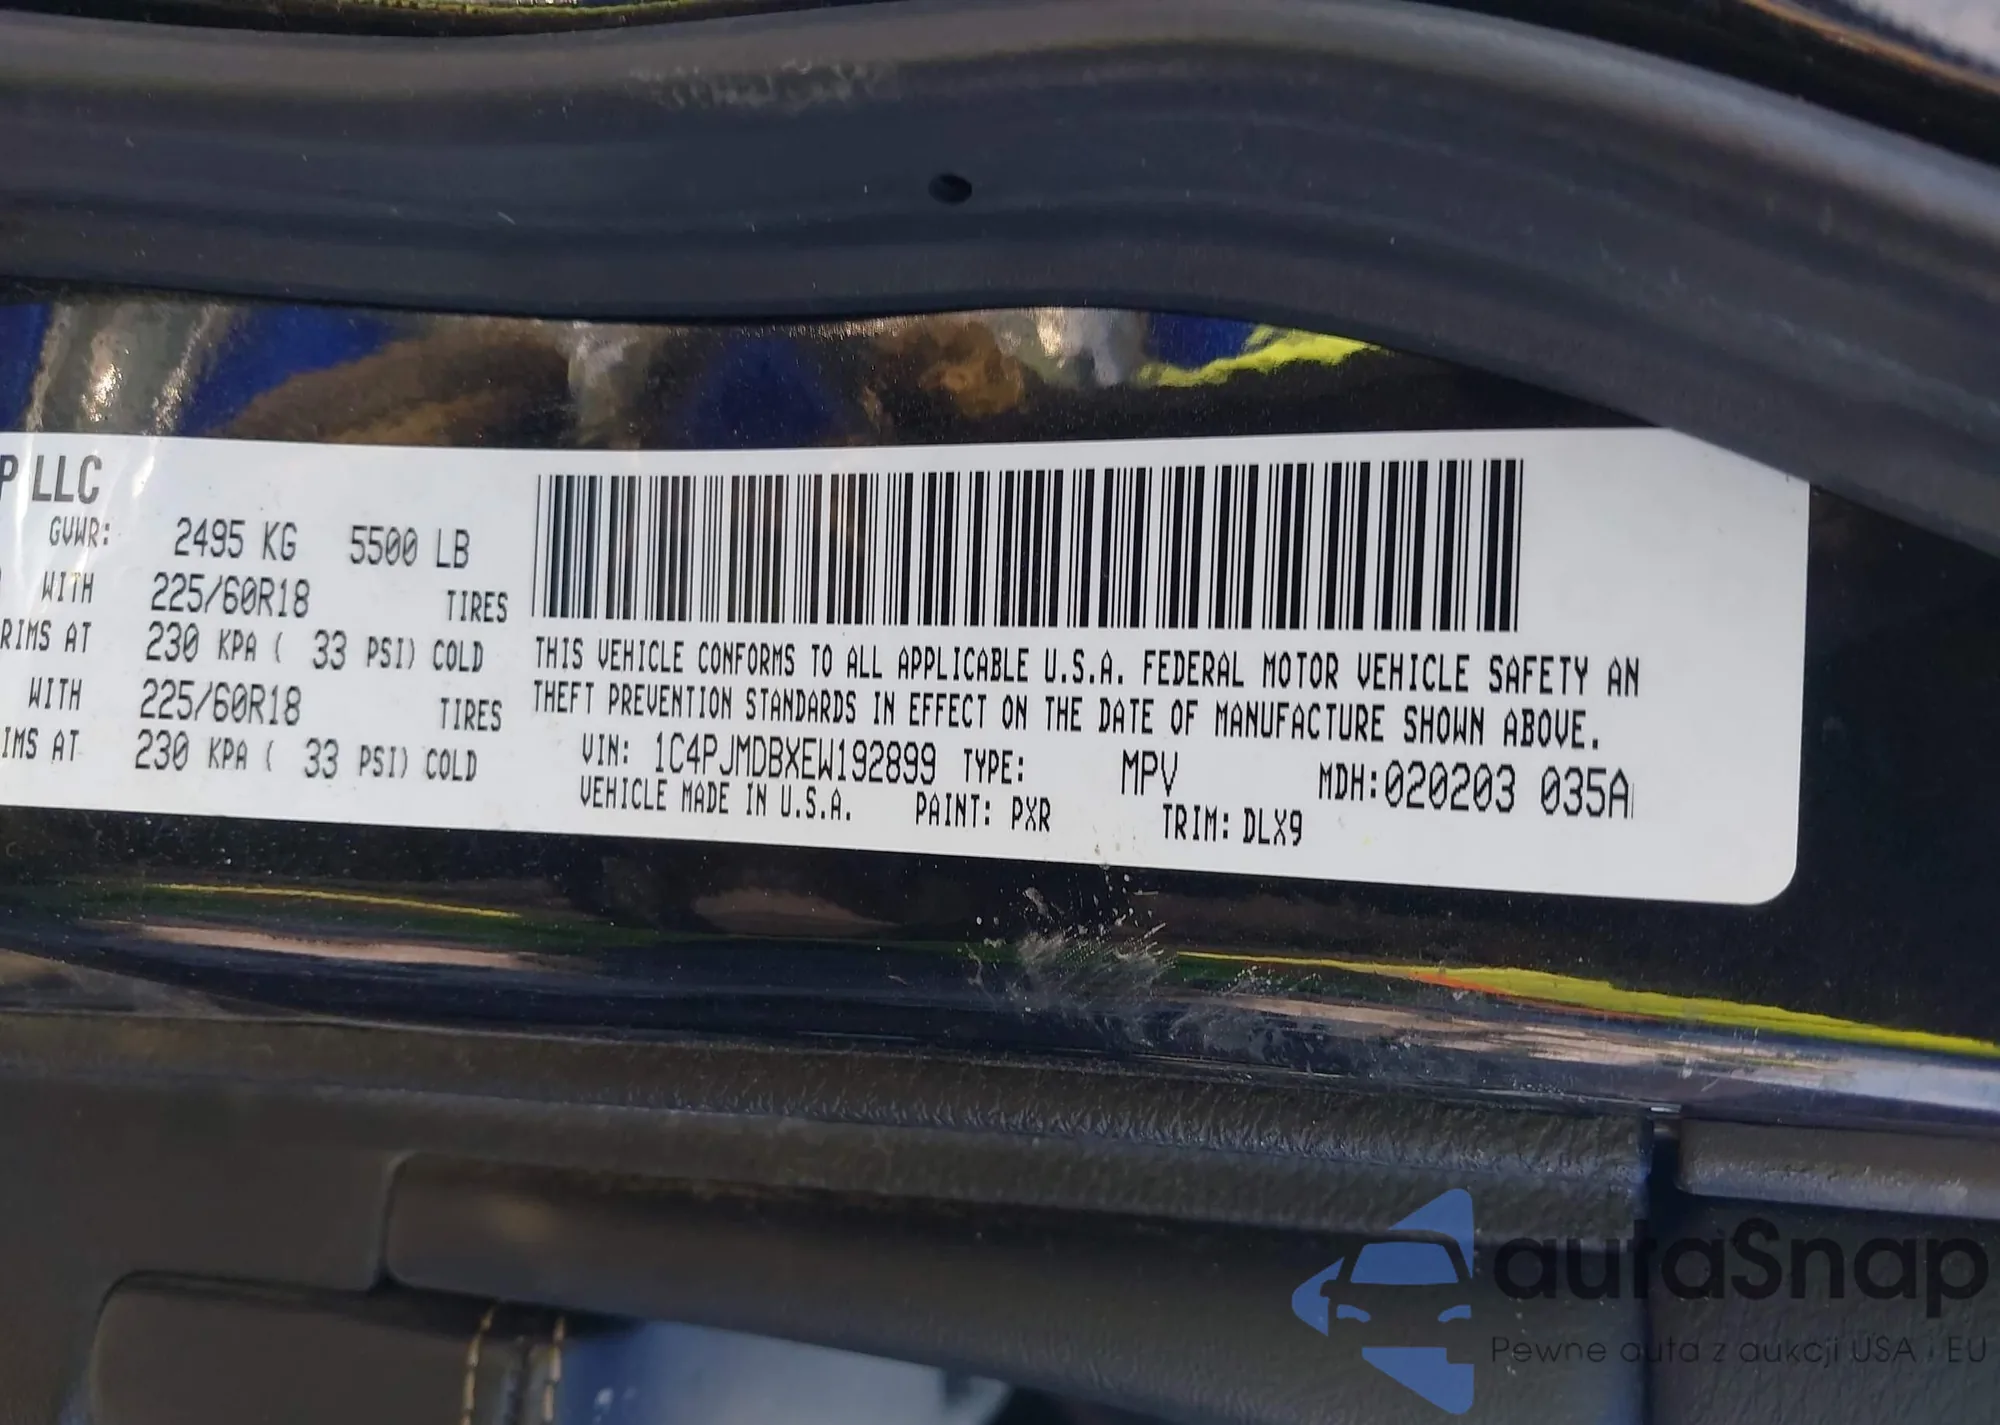 P LLC
GVWR: 2495 KG 5500 LB
WITH 225/60R18 TIRES
RIMS AT 230 KPA ( 33 PSI) COLD
WITH 225/60R18 TIRES
IMS AT 230 KPA ( 33 PSI) COLD
THIS VEHICLE CONFORMS TO ALL APPLICABLE U.S.A. FEDERAL MOTOR VEHICLE SAFETY AN
THEFT PREVENTION STANDARDS IN EFFECT ON THE DATE OF MANUFACTURE SHOWN ABOVE.
VIN: 1C4PJMDBXEW192899 TYPE: MPV MDH:020203 035A
VEHICLE MADE IN U.S.A. PAINT: PXR TRIM: DLX9
auraSnap
Pewne auta z aukcji USA i EU